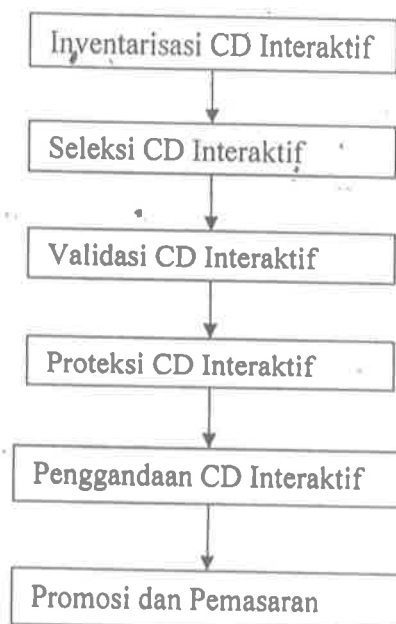 Inventarisasi CD Interaktif
Seleksi CD Interaktif
Validasi CD Interaktif
Proteksi CD Interaktif
Penggandaan CD Interaktif
Promosi dan Pemasaran